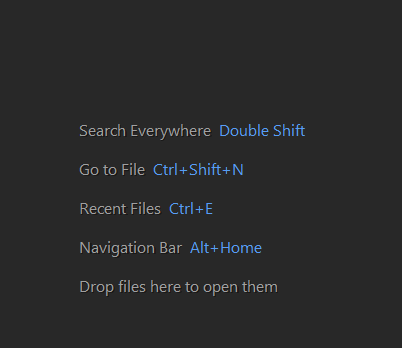 Search Everywhere Double Shift
Go to File Ctrl+Shift+N
Recent Files Ctrl+E
Navigation Bar Alt+Home
Drop files here to open them